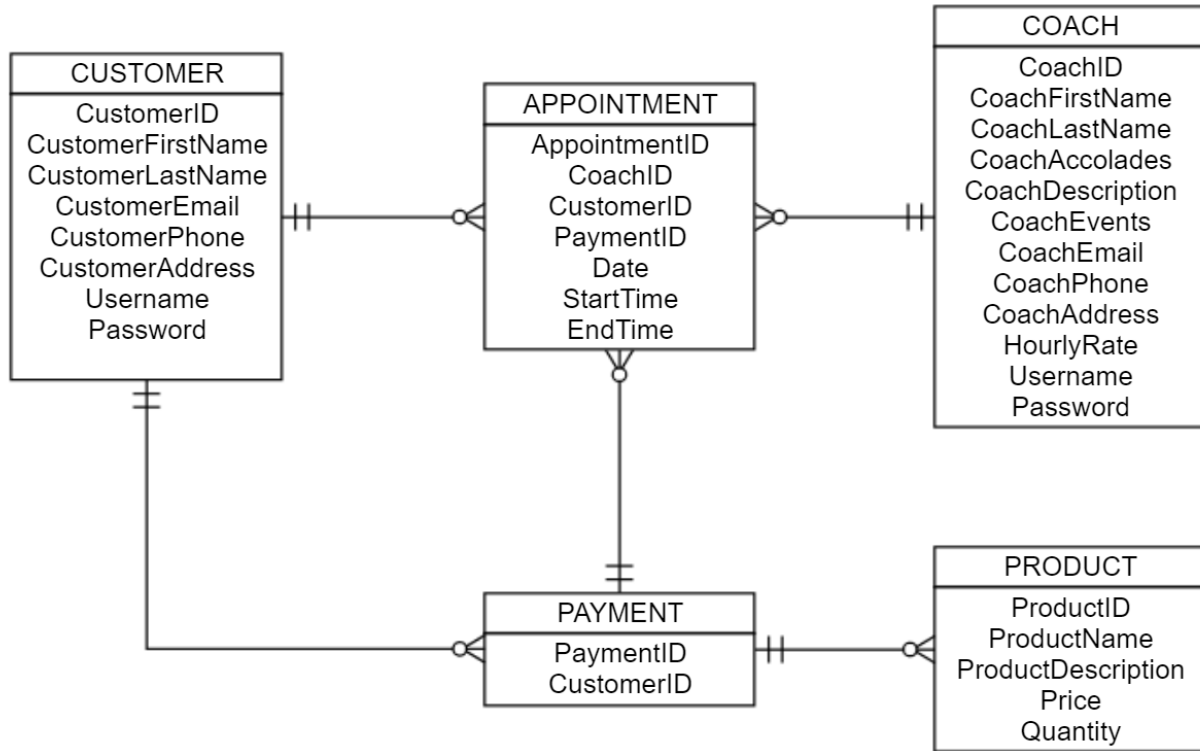 CUSTOMER
CustomerID
CustomerFirstName
CustomerLastName
CustomerEmail
CustomerPhone
CustomerAddress
Username
Password
APPOINTMENT
AppointmentID
CoachID
CustomerID
PaymentID
Date
StartTime
EndTime
COACH
CoachID
CoachFirstName
CoachLastName
CoachAccolades
CoachDescription
CoachEvents
CoachEmail
CoachPhone
CoachAddress
HourlyRate
Username
Password
PAYMENT
PaymentID
CustomerID
PRODUCT
ProductID
ProductName
ProductDescription
Price
Quantity